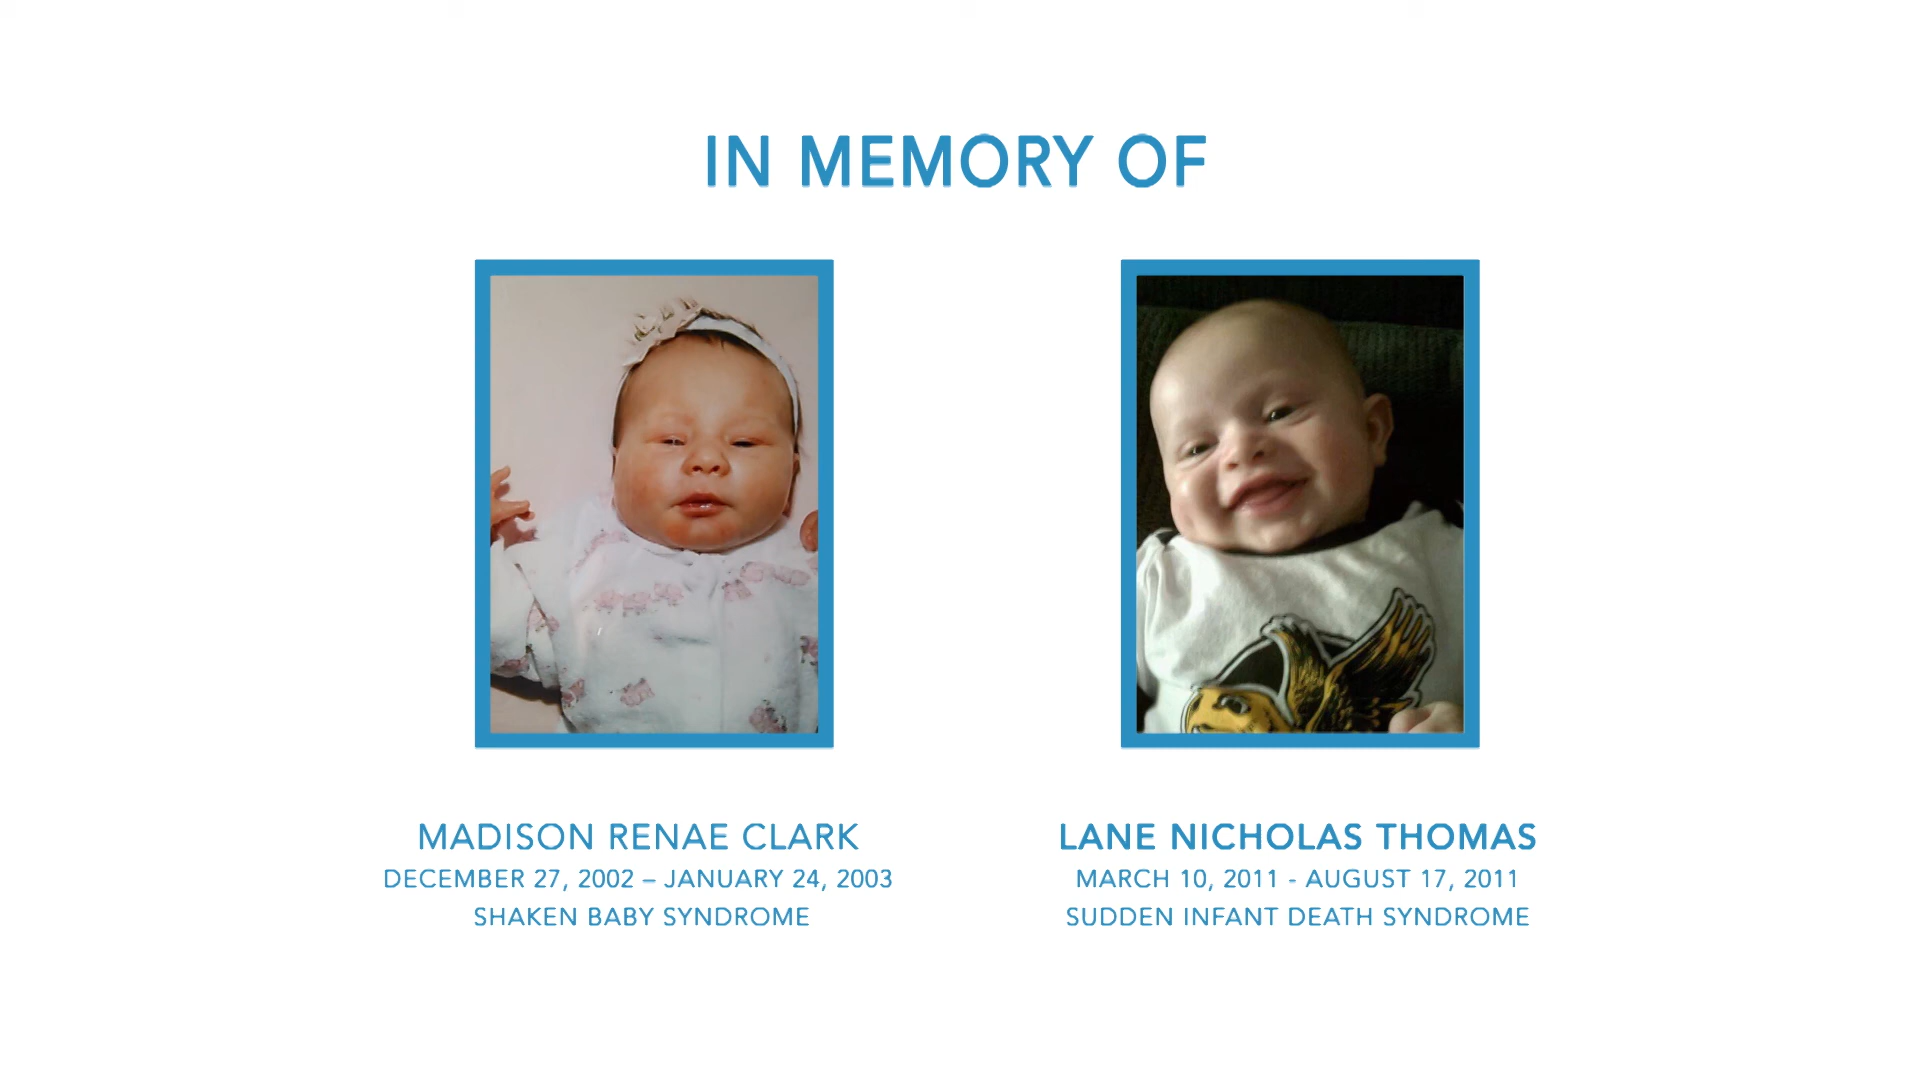 IN MEMORY OF
MADISON RENAE CLARK
DECEMBER 27, 2002 – JANUARY 24, 2003
SHAKEN BABY SYNDROME
LANE NICHOLAS THOMAS
MARCH 10, 2011 - AUGUST 17, 2011
SUDDEN INFANT DEATH SYNDROME